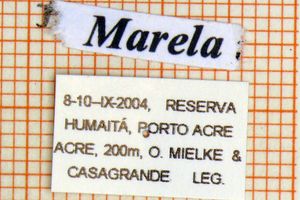 Marela
8-10-IX-2004, RESERVA
HUMAITÁ, PORTO ACRE
ACRE, 200m, O. MIELKE &
CASAGRANDE LEG.